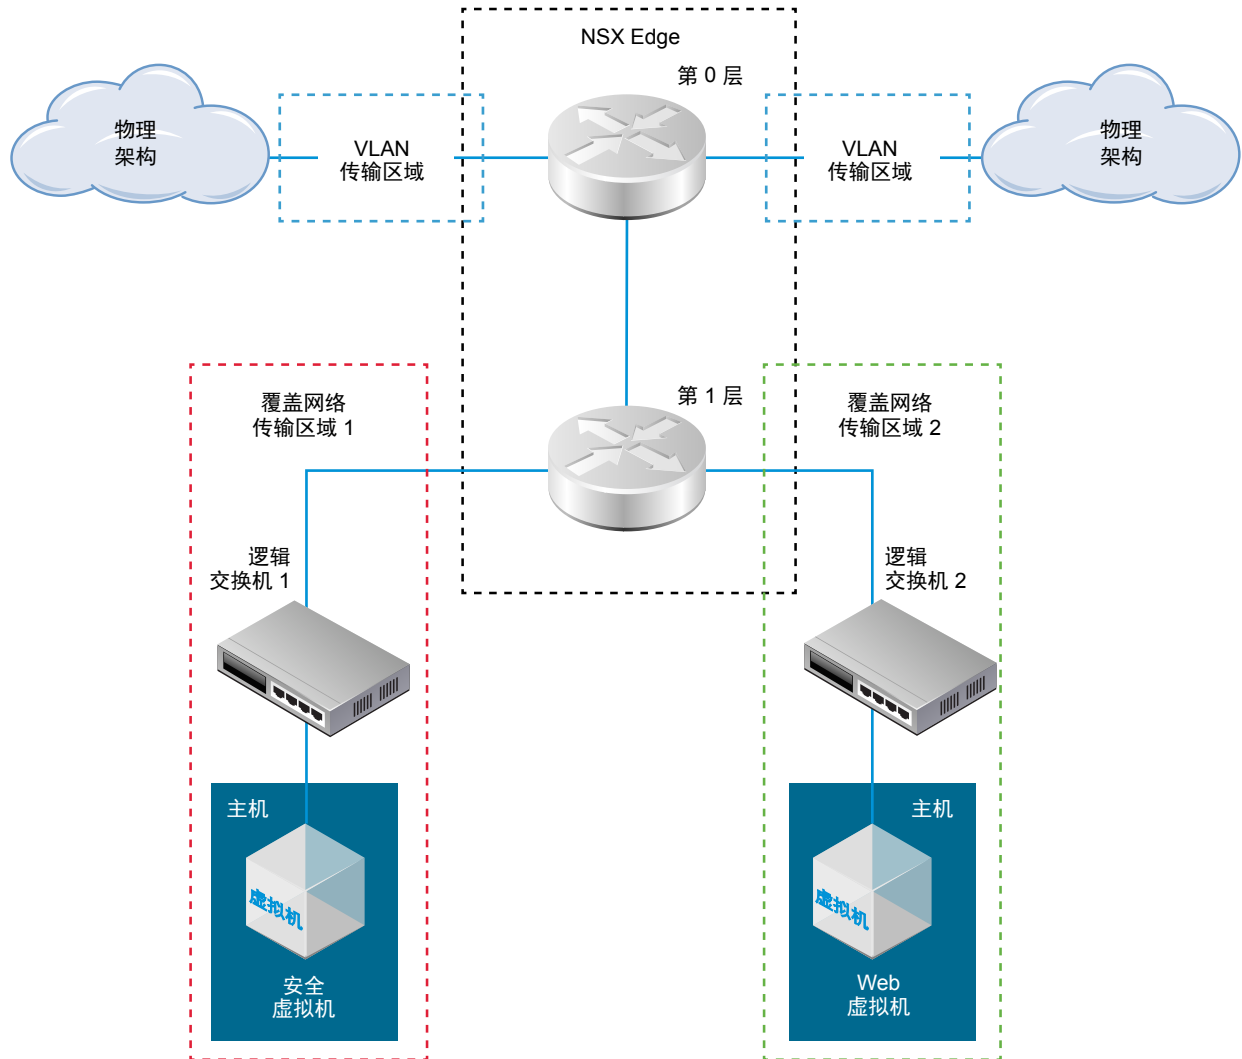 NSX Edge
第 0 层
物理
架构
VLAN
传输区域
VLAN
传输区域
物理
架构
第 1 层
覆盖网络
传输区域 1
覆盖网络
传输区域 2
逻辑
交换机 1
逻辑
交换机 2
主机
虚拟机
安全
虚拟机
主机
虚拟机
Web
虚拟机